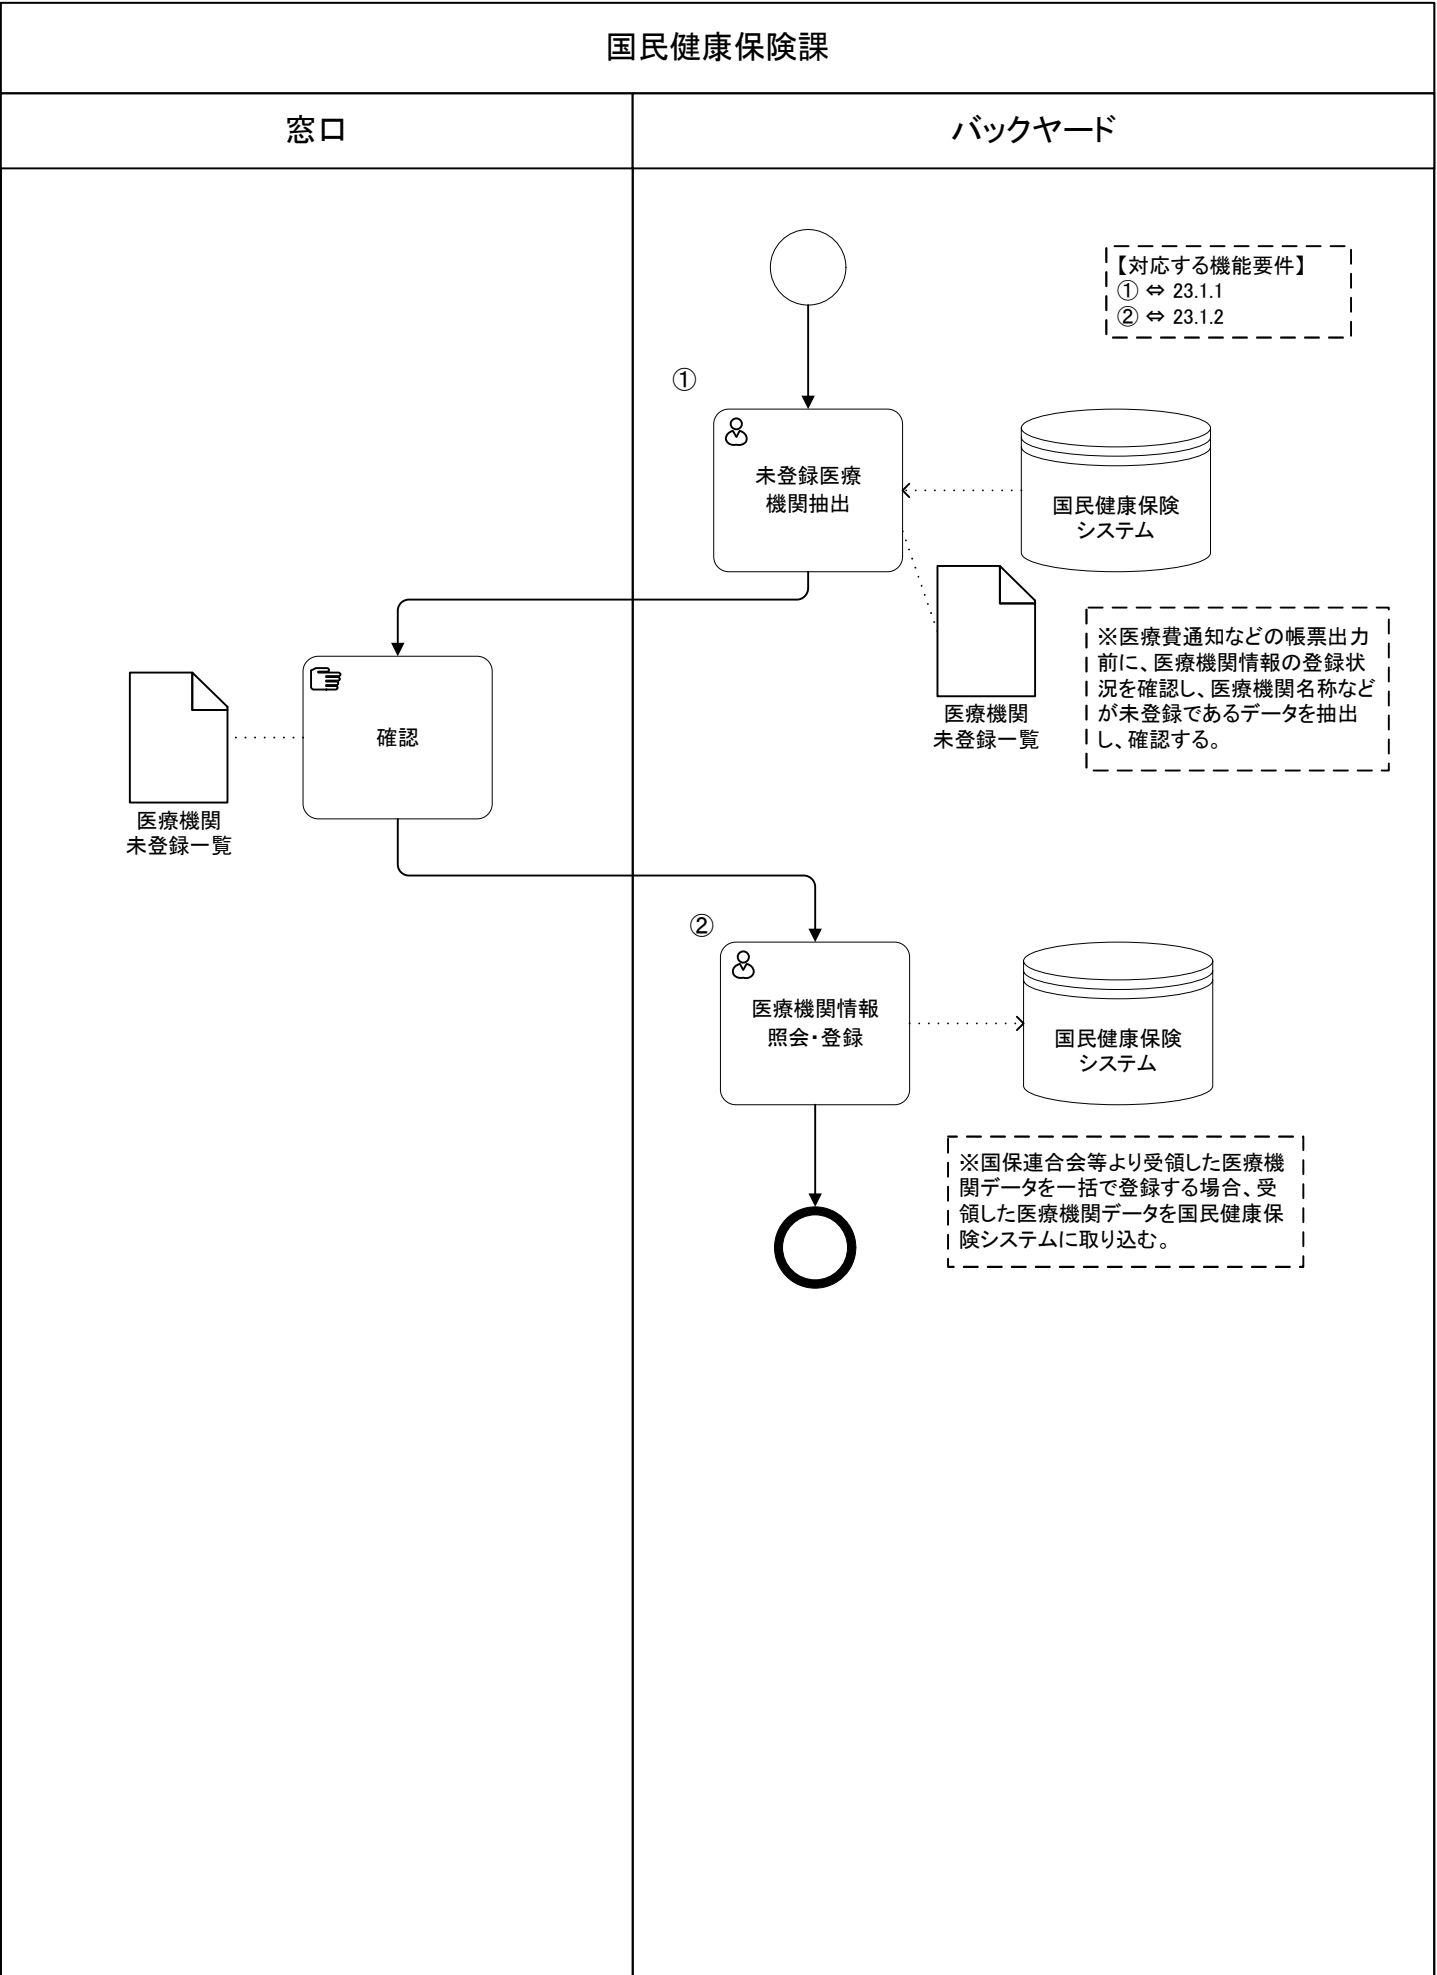 国民健康保険課
窓口
バックヤード
【対応する機能要件】
① ⇔ 23.1.1
② ⇔ 23.1.2
①
未登録医療
機関抽出
国民健康保険
システム
医療機関
未登録一覧
※医療費通知などの帳票出力
前に、医療機関情報の登録状
況を確認し、医療機関名称など
が未登録であるデータを抽出
し、確認する。
確認
医療機関
未登録一覧
②
医療機関情報
照会・登録
国民健康保険
システム
※国保連合会等より受領した医療機
関データを一括で登録する場合、受
領した医療機関データを国民健康保
険システムに取り込む。